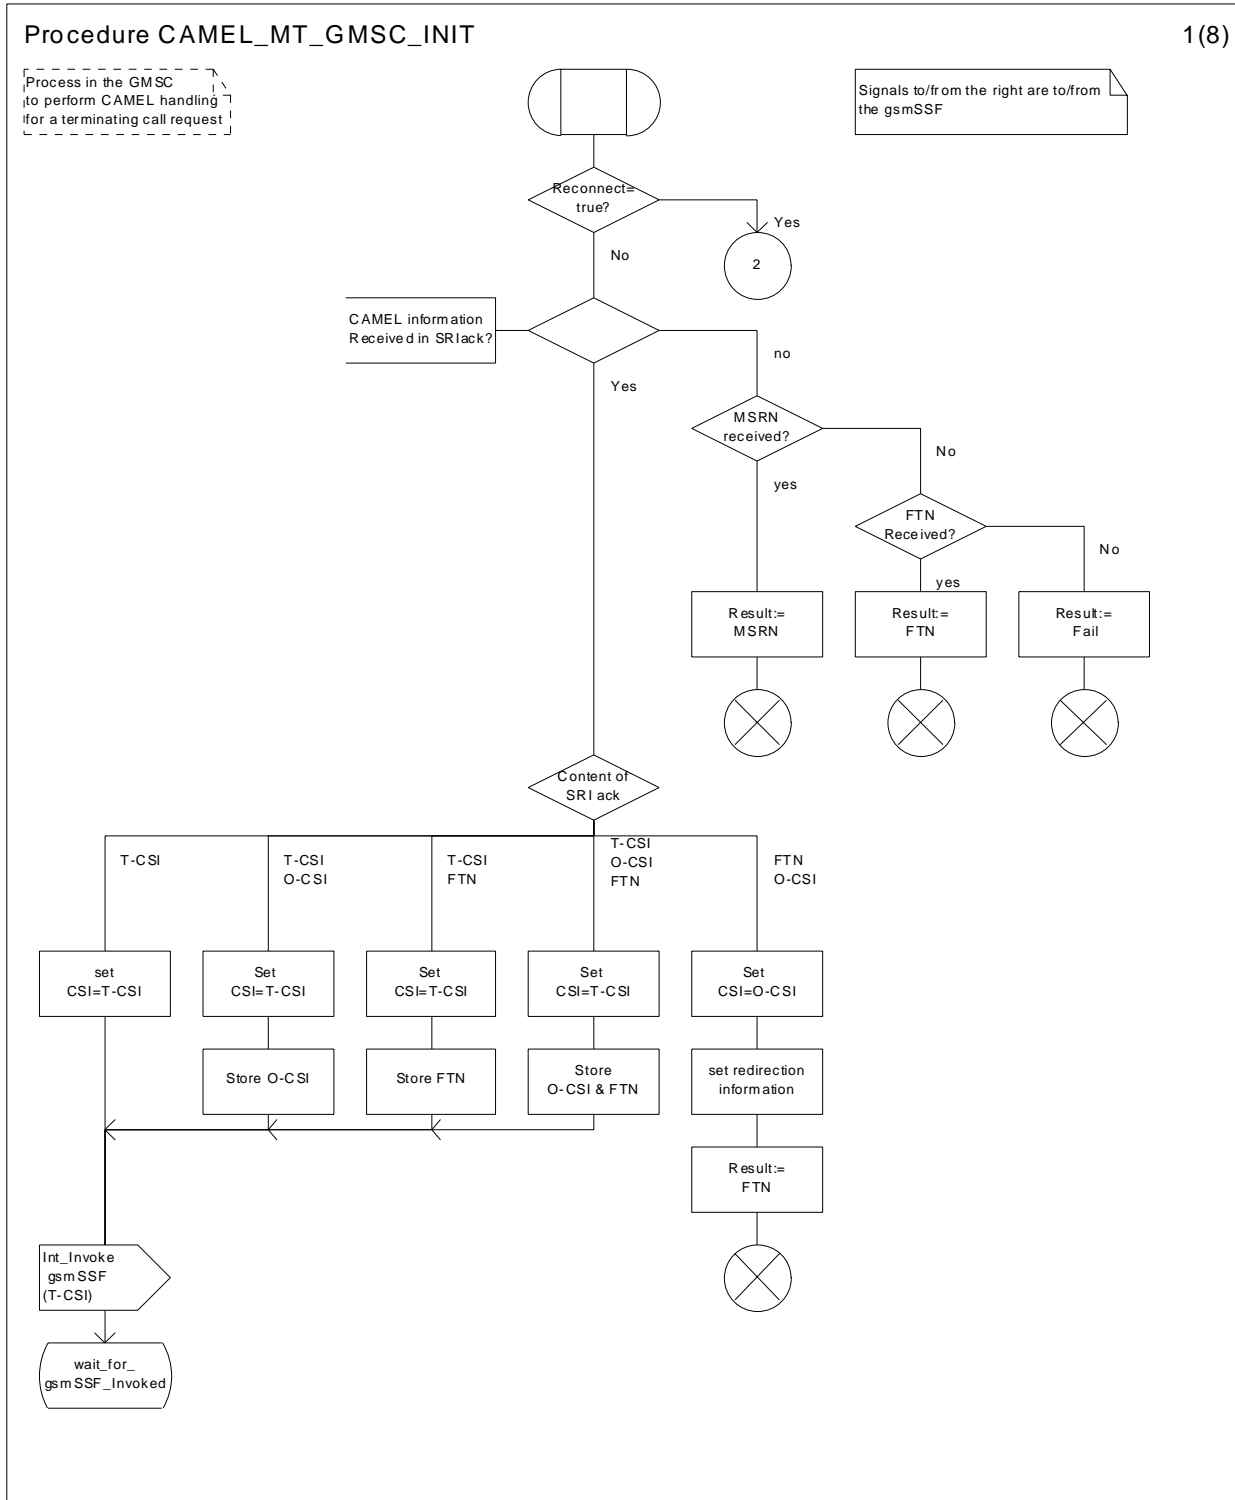 Procedure CAMEL_MT_GMSC_INIT
1(8)
Process in the GMSC
to perform CAMEL handling
for a terminating call request
Signals to/from the right are to/from
the gsmSSF
Reconnect=
true?
Yes
No
2
CAMEL information
Received in SRIack?
no
Yes
MSRN
received?
No
yes
FTN
Received?
No
yes
Result:=
MSRN
Result:=
FTN
Result:=
Fail
Content of
SRI ack
T-CSI
T-CSI
O-CSI
T-CSI
FTN
T-CSI
O-CSI
FTN
FTN
O-CSI
set
CSI=T-CSI
Set
CSI=T-CSI
Set
CSI=T-CSI
Set
CSI=T-CSI
Set
CSI=O-CSI
Store O-CSI
Store FTN
Store
O-CSI & FTN
set redirection
information
Result:=
FTN
Int_Invoke
gsmSSF
(T-CSI)
wait_for_
gsmSSF_Invoked